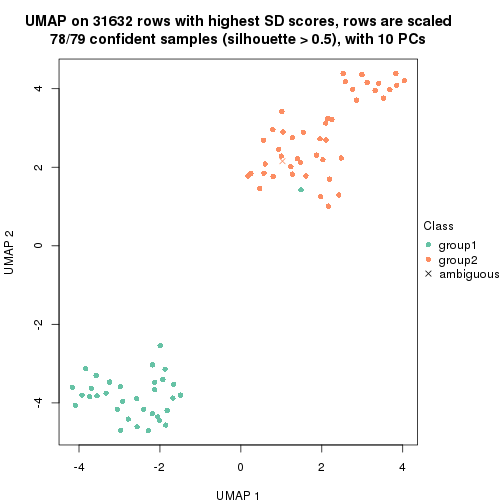 UMAP on 31632 rows with highest SD scores, rows are scaled
78/79 confident samples (silhouette > 0.5), with 10 PCs
4
2
0
-2
-4
UMAP 2
-4
-2
0
2
4
UMAP 1
Class
group1
group2
ambiguous